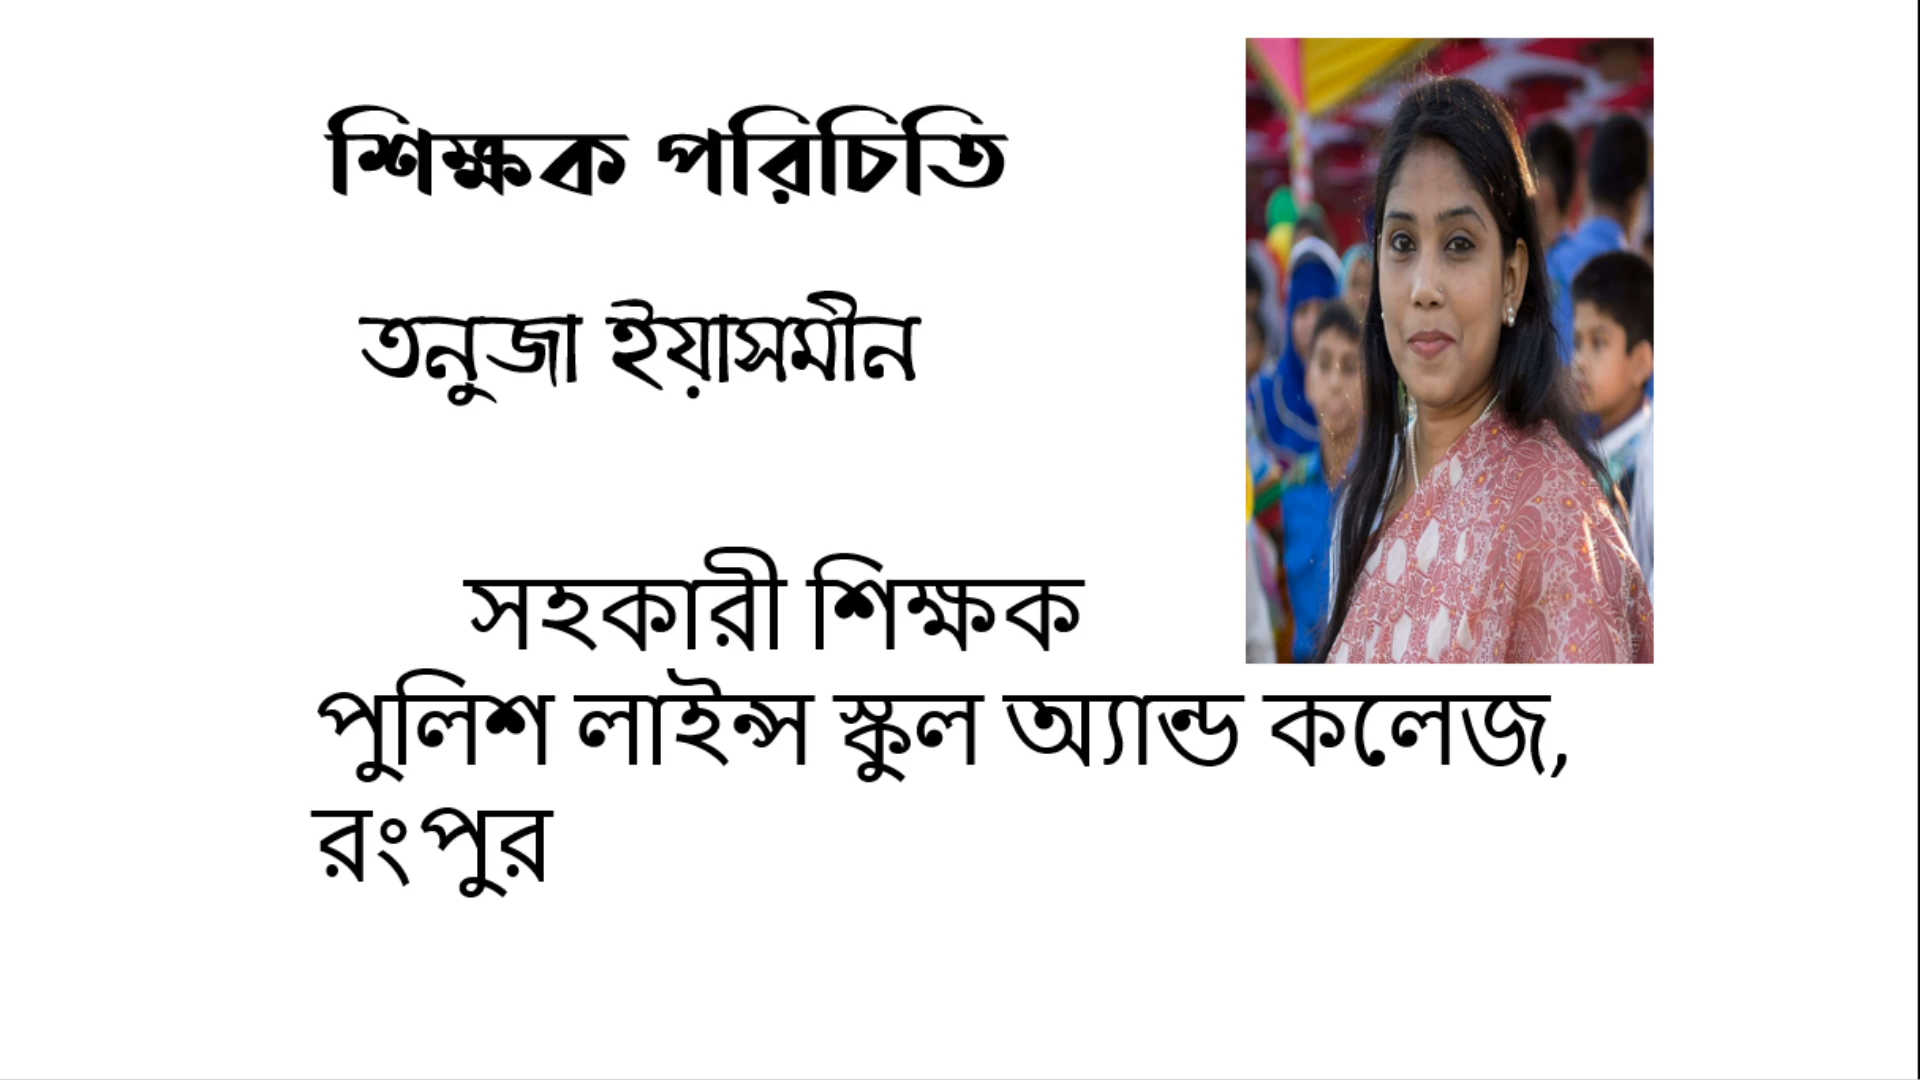 শিক্ষক পরিচিতি
তনুজা ইয়াসমীন
সহকারী শিক্ষক
পুলিশ লাইন্স স্কুল অ্যান্ড কলেজ,
রংপুর